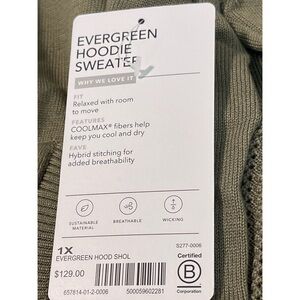 EVERGREEN
HOODIE
SWEATER
WHY WE LOVE IT
FIT
Relaxed with room
to move
FEATURES
COOLMAX® fibers help
keep you cool and dry
FAVE
Hybrid stitching for
added breathability
SUSTAINABLE
MATERIAL
BREATHABLE
WICKING
1X
S277-0006
EVERGREEN HOOD SHOL
$129.00
657814-01-2-0006
500059602281
Certified
B
Corporation